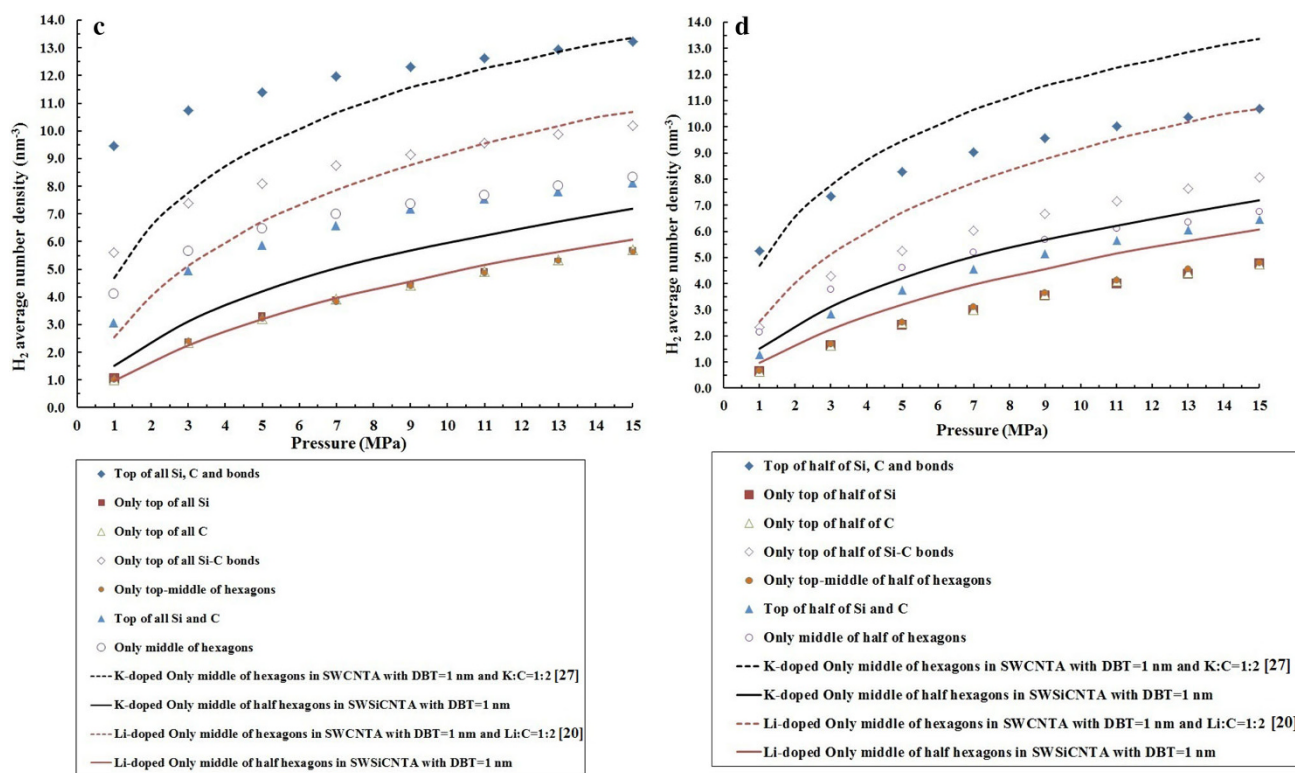 c
H2 average number density (nm-3)
14.0
13.0
12.0
11.0
10.0
9.0
8.0
7.0
6.0
5.0
4.0
3.0
2.0
1.0
0.0
0 1 2 3 4 5 6 7 8 9 10 11 12 13 14 15
Pressure (MPa)
Top of all Si, C and bonds
Only top of all Si
Only top of all C
Only top of all Si-C bonds
Only top-middle of hexagons
Top of all Si and C
Only middle of hexagons
K-doped Only middle of hexagons in SWCNTA with DBT=1 nm and K:C=1:2 [27]
K-doped Only middle of half hexagons in SWSiCNTA with DBT=1 nm
Li-doped Only middle of hexagons in SWCNTA with DBT=1 nm and Li:C=1:2 [20]
Li-doped Only middle of half hexagons in SWSiCNTA with DBT=1 nm
d
H2 average number density (nm-3)
14.0
13.0
12.0
11.0
10.0
9.0
8.0
7.0
6.0
5.0
4.0
3.0
2.0
1.0
0.0
0 1 2 3 4 5 6 7 8 9 10 11 12 13 14 15
Pressure (MPa)
Top of half of Si, C and bonds
Only top of half of Si
Only top of half of C
Only top of half of Si-C bonds
Only top-middle of half of hexagons
Top of half of Si and C
Only middle of half of hexagons
K-doped Only middle of hexagons in SWCNTA with DBT=1 nm and K:C=1:2 [27]
K-doped Only middle of half hexagons in SWSiCNTA with DBT=1 nm
Li-doped Only middle of hexagons in SWCNTA with DBT=1 nm and Li:C=1:2 [20]
Li-doped Only middle of half hexagons in SWSiCNTA with DBT=1 nm